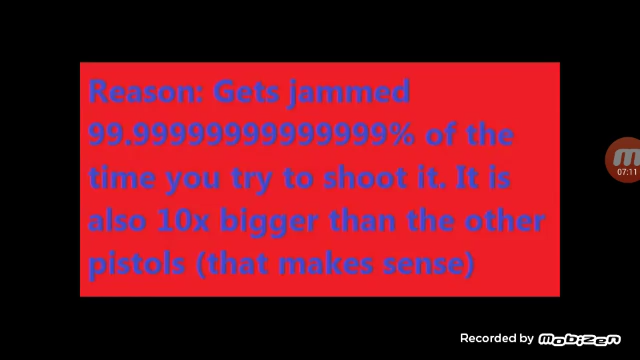 Reason: Gets jammed
99.99999999999999% of the
time you try to shoot it. It is
also 10x bigger than the other
pistols (that makes sense)
07:11
Recorded by Mobizen